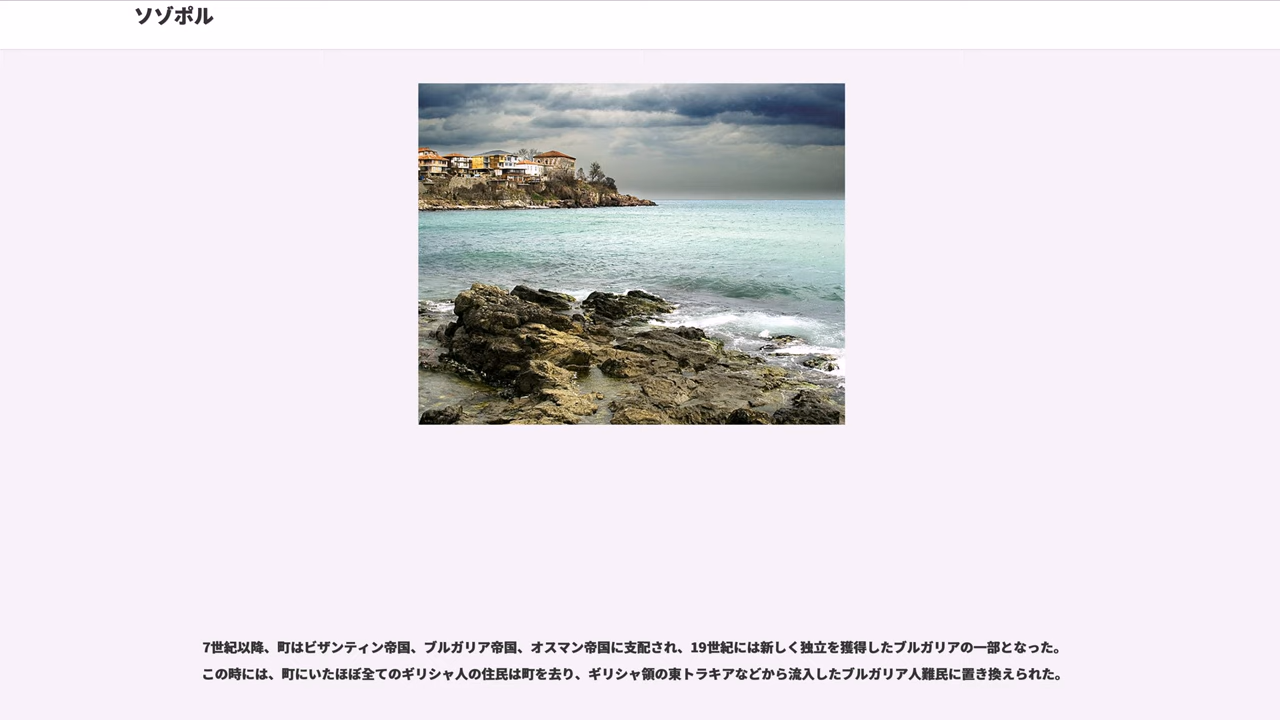 ソゾポル
7世紀以降、町はビザンティン帝国、ブルガリア帝国、オスマン帝国に支配され、19世紀には新しく独立を獲得したブルガリアの一部となった。
この時には、町にいたほぼ全てのギリシャ人の住民は町を去り、ギリシャ領の東トラキアなどから流入したブルガリア人難民に置き換えられた。